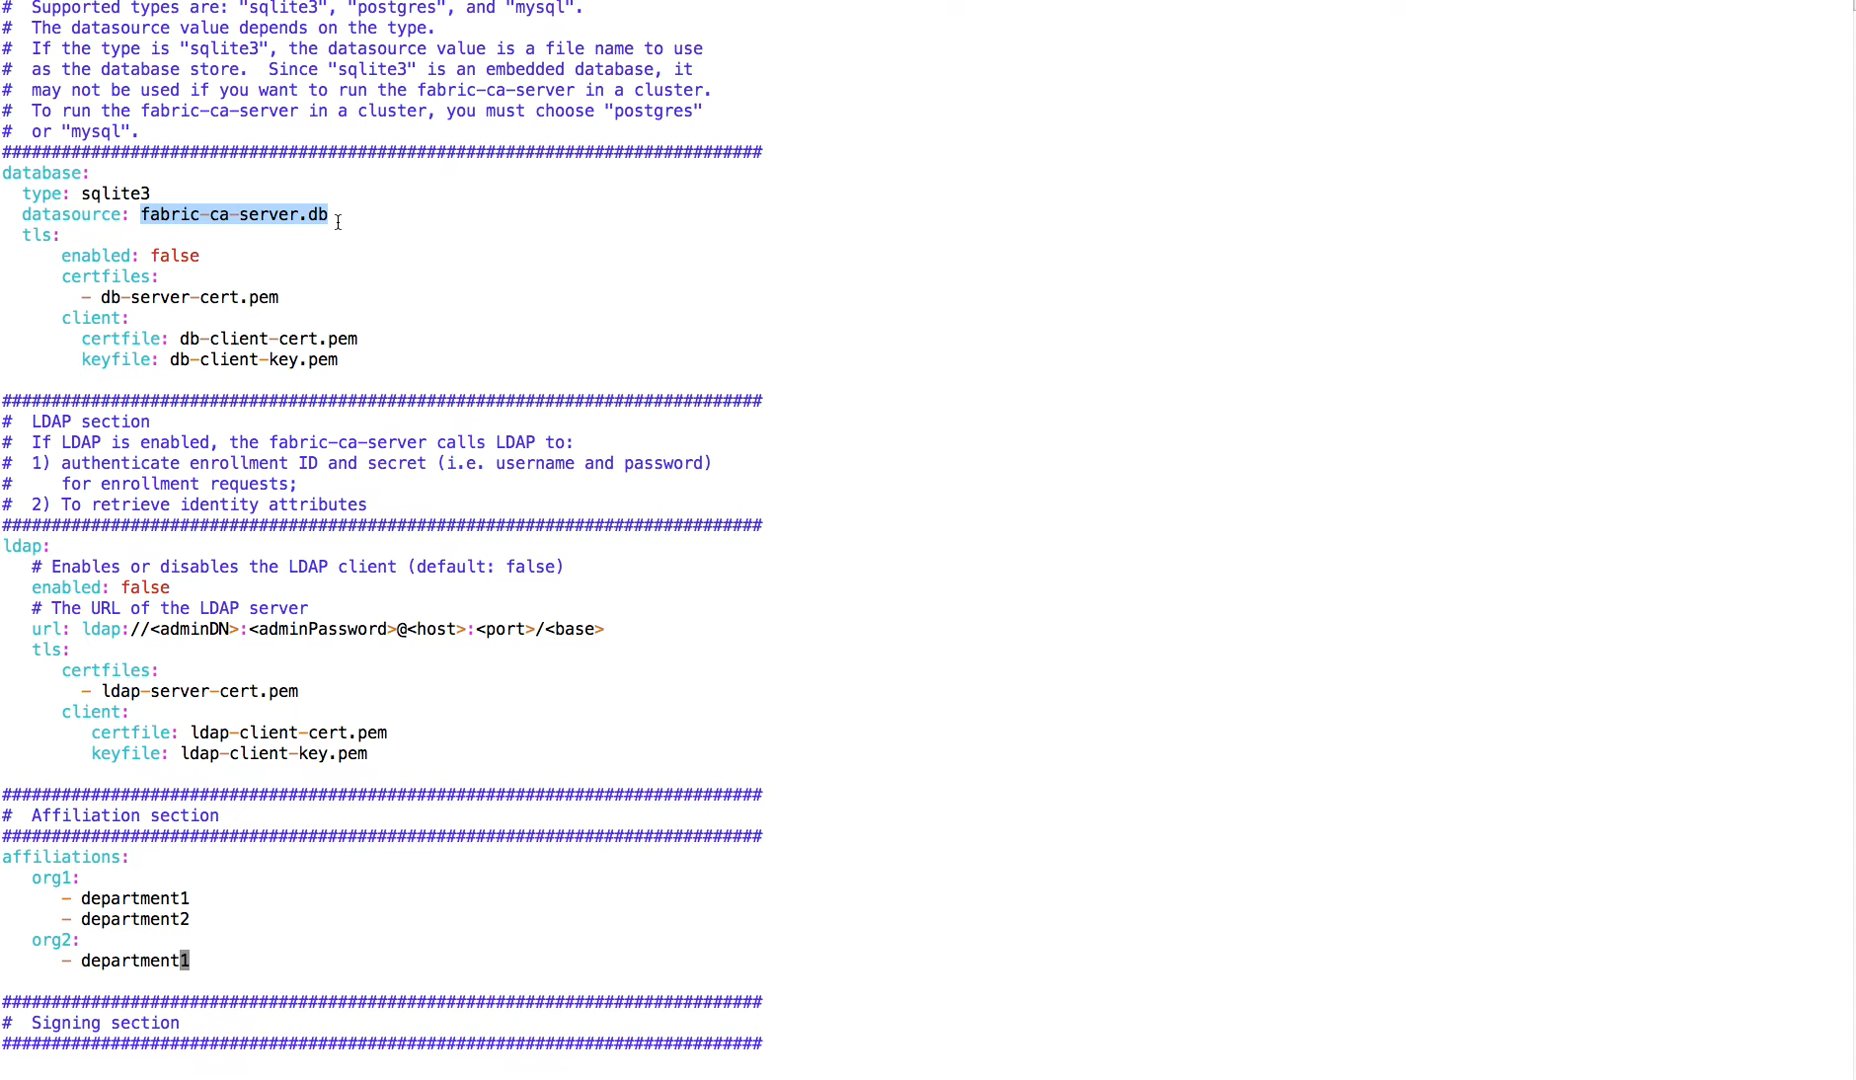 #  Supported types are: "sqlite3", "postgres", and "mysql".
#  The datasource value depends on the type.
#  If the type is "sqlite3", the datasource value is a file name to use
#  as the database store.  Since "sqlite3" is an embedded database, it
#  may not be used if you want to run the fabric-ca-server in a cluster.
#  To run the fabric-ca-server in a cluster, you must choose "postgres"
#  or "mysql".
#############################################################################
database:
  type: sqlite3
  datasource: fabric-ca-server.db
  tls:
      enabled: false
      certfiles:
        - db-server-cert.pem
      client:
        certfile: db-client-cert.pem
        keyfile: db-client-key.pem
#############################################################################
#  LDAP section
#  If LDAP is enabled, the fabric-ca-server calls LDAP to:
#  1) authenticate enrollment ID and secret (i.e. username and password)
#     for enrollment requests;
#  2) To retrieve identity attributes
#############################################################################
ldap:
   # Enables or disables the LDAP client (default: false)
   enabled: false
   # The URL of the LDAP server
   url: ldap://<adminDN>:<adminPassword>@<host>:<port>/<base>
   tls:
      certfiles:
        - ldap-server-cert.pem
      client:
         certfile: ldap-client-cert.pem
         keyfile: ldap-client-key.pem
#############################################################################
#  Affiliation section
#############################################################################
affiliations:
   org1:
      - department1
      - department2
   org2:
      - department1
#############################################################################
#  Signing section
#############################################################################